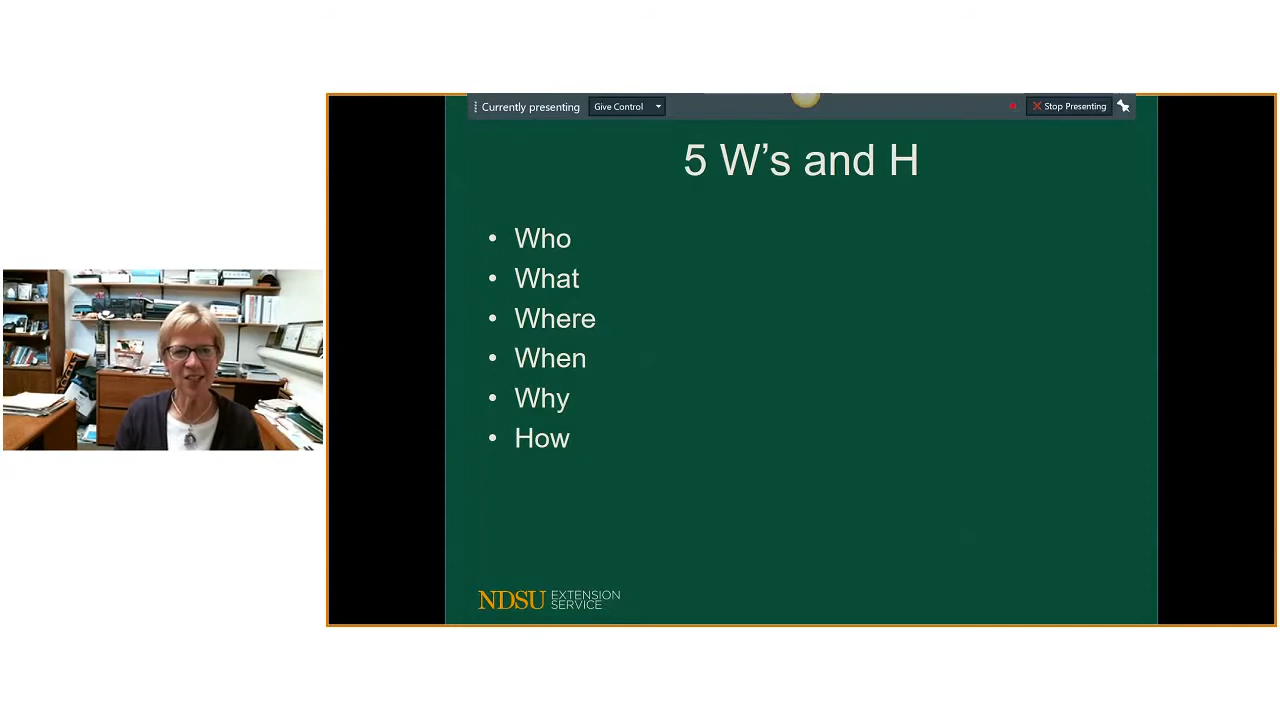 Currently presenting
Give Control
Stop Presenting
5 W's and H
• Who
• What
• Where
• When
• Why
• How
NDSU EXTENSION
SERVICE